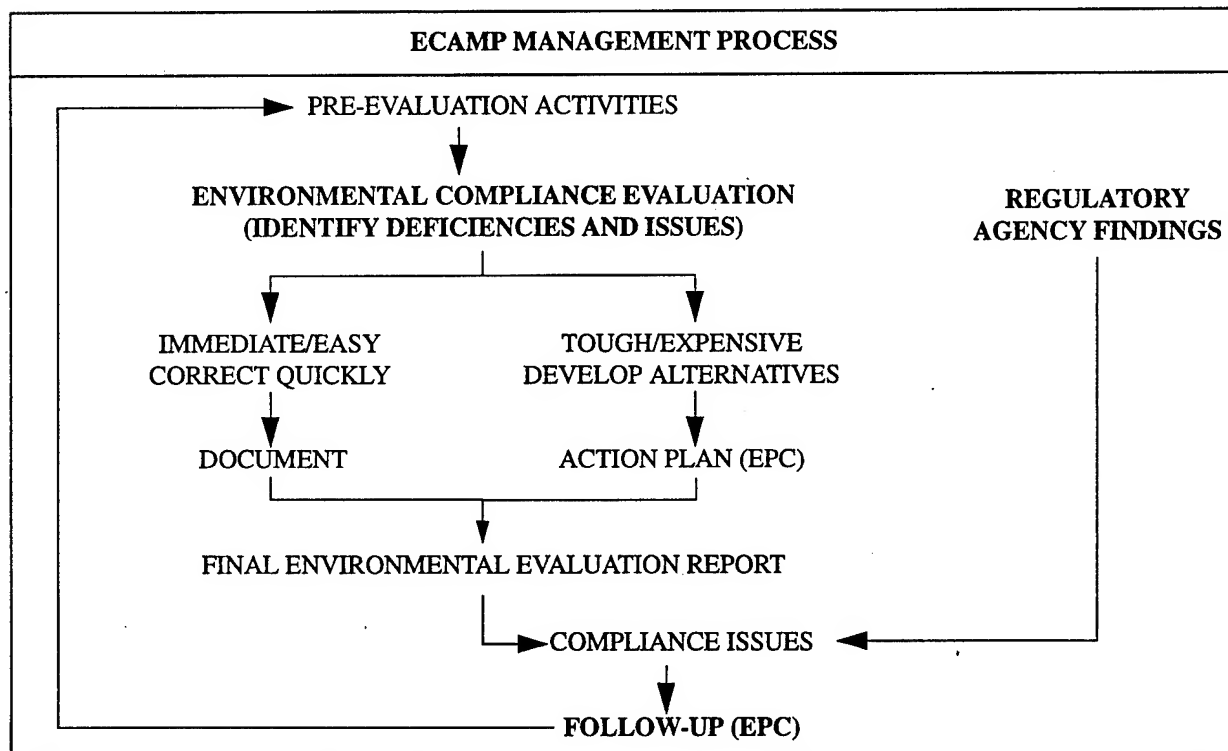 ECAMP MANAGEMENT PROCESS
PRE-EVALUATION ACTIVITIES
ENVIRONMENTAL COMPLIANCE EVALUATION
(IDENTIFY DEFICIENCIES AND ISSUES)
REGULATORY
AGENCY FINDINGS
IMMEDIATE/EASY
CORRECT QUICKLY
TOUGH/EXPENSIVE
DEVELOP ALTERNATIVES
DOCUMENT
ACTION PLAN (EPC)
FINAL ENVIRONMENTAL EVALUATION REPORT
COMPLIANCE ISSUES
FOLLOW-UP (EPC)